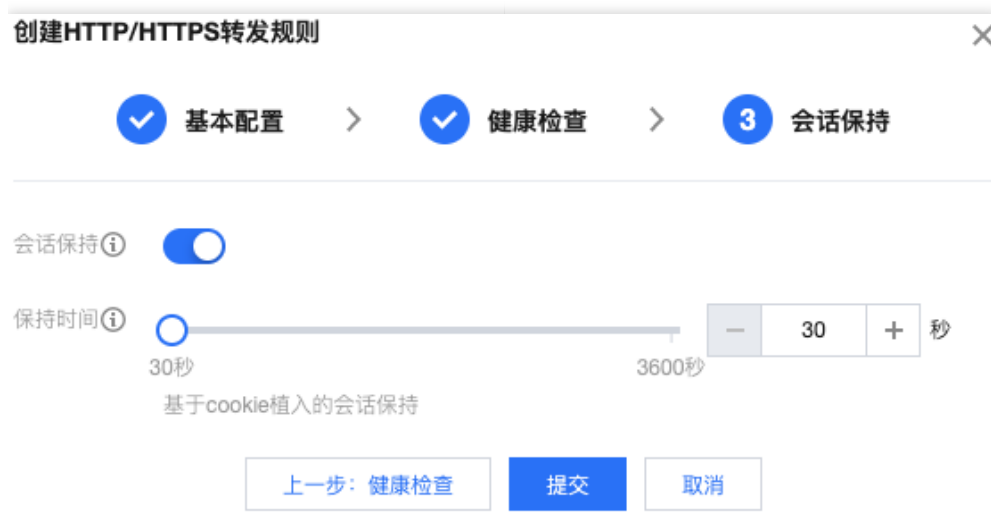 创建HTTP/HTTPS转发规则
基本配置 > 健康检查 > 3 会话保持
会话保持
保持时间 30 秒
30秒 3600秒
基于cookie植入的会话保持
上一步：健康检查 提交 取消